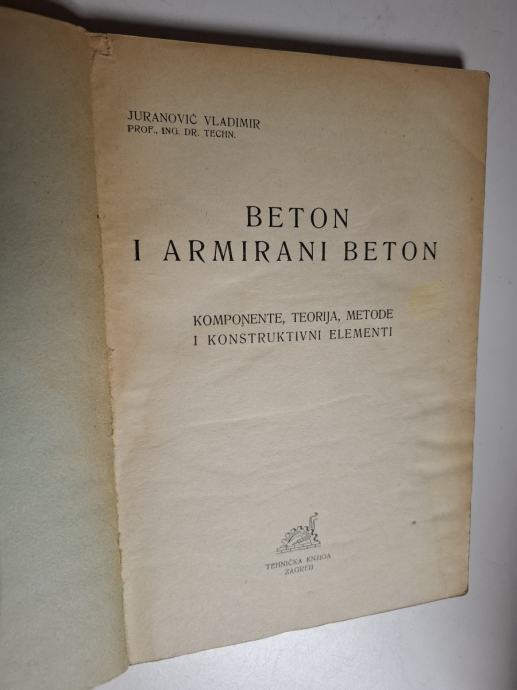 JURANOVIĆ VLADIMIR
PROF., ING. DR. TECHN.
BETON
I ARMIRANI BETON
KOMPONENTE, TEORIJA, METODE
I KONSTRUKTIVNI ELEMENTI
TEHNIČKA KNJIGA
ZAGREB